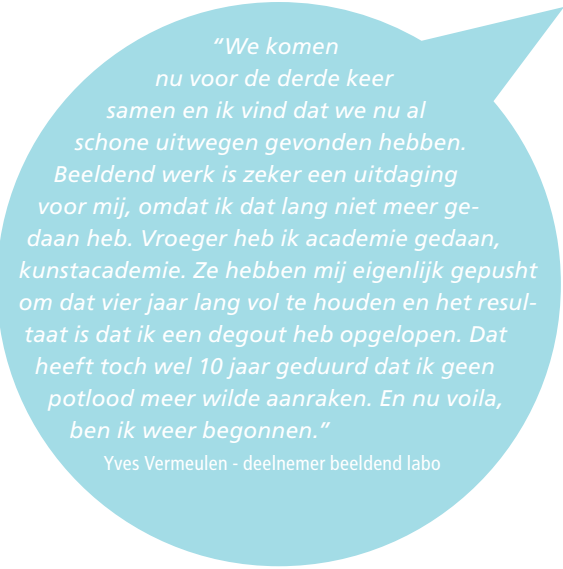 “We komen
nu voor de derde keer
samen en ik vind dat we nu al
schone uitwegen gevonden hebben.
Beeldend werk is zeker een uitdaging
voor mij, omdat ik dat lang niet meer ge-
daan heb. Vroeger heb ik academie gedaan,
kunstacademie. Ze hebben mij eigenlijk gepusht
om dat vier jaar lang vol te houden en het resul-
taat is dat ik een degout heb opgelopen. Dat
heeft toch wel 10 jaar geduurd dat ik geen
potlood meer wilde aanraken. En nu voila,
ben ik weer begonnen.”
Yves Vermeulen - deelnemer beeldend labo